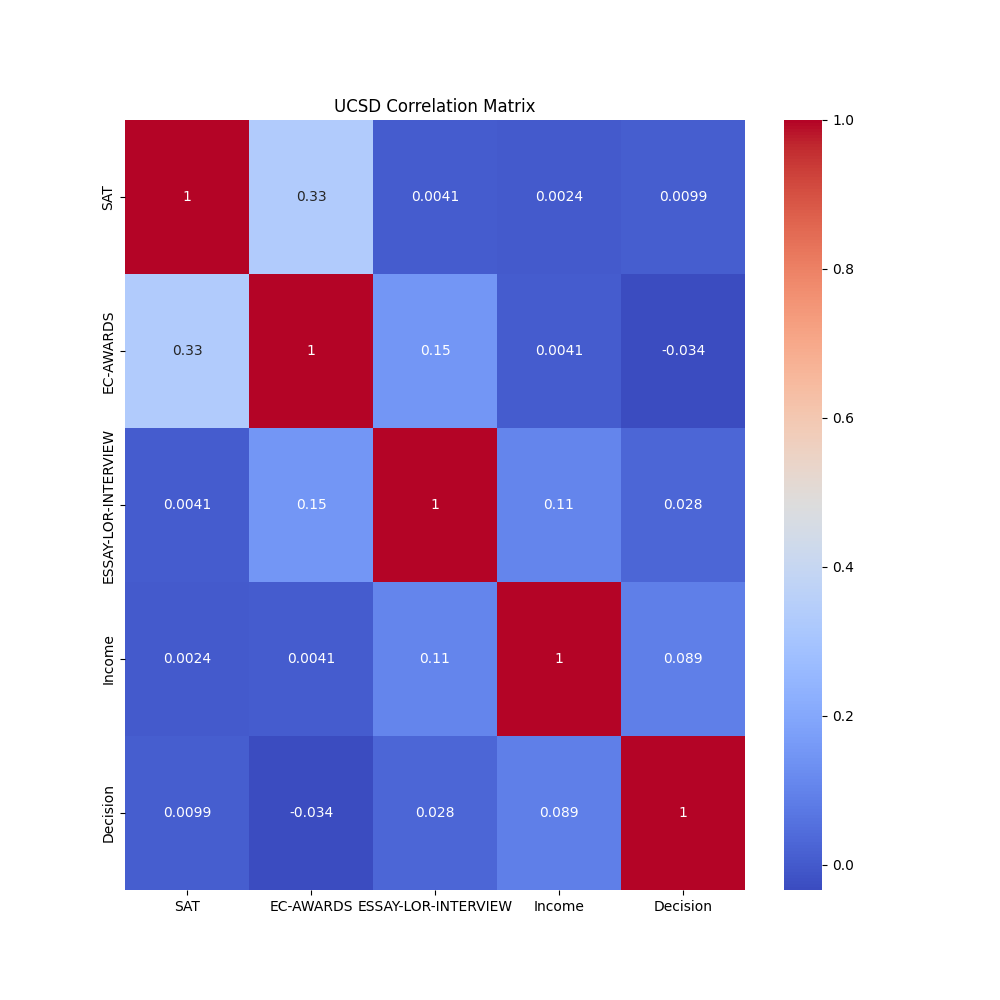 UCSD Correlation Matrix
SAT 1 0.33 0.0041 0.0024 0.0099
EC-AWARDS 0.33 1 0.15 0.0041 -0.034
ESSAY-LOR-INTERVIEW 0.0041 0.15 1 0.11 0.028
Income 0.0024 0.0041 0.11 1 0.089
Decision 0.0099 -0.034 0.028 0.089 1
SAT EC-AWARDS ESSAY-LOR-INTERVIEW Income Decision
1.0
0.8
0.6
0.4
0.2
0.0